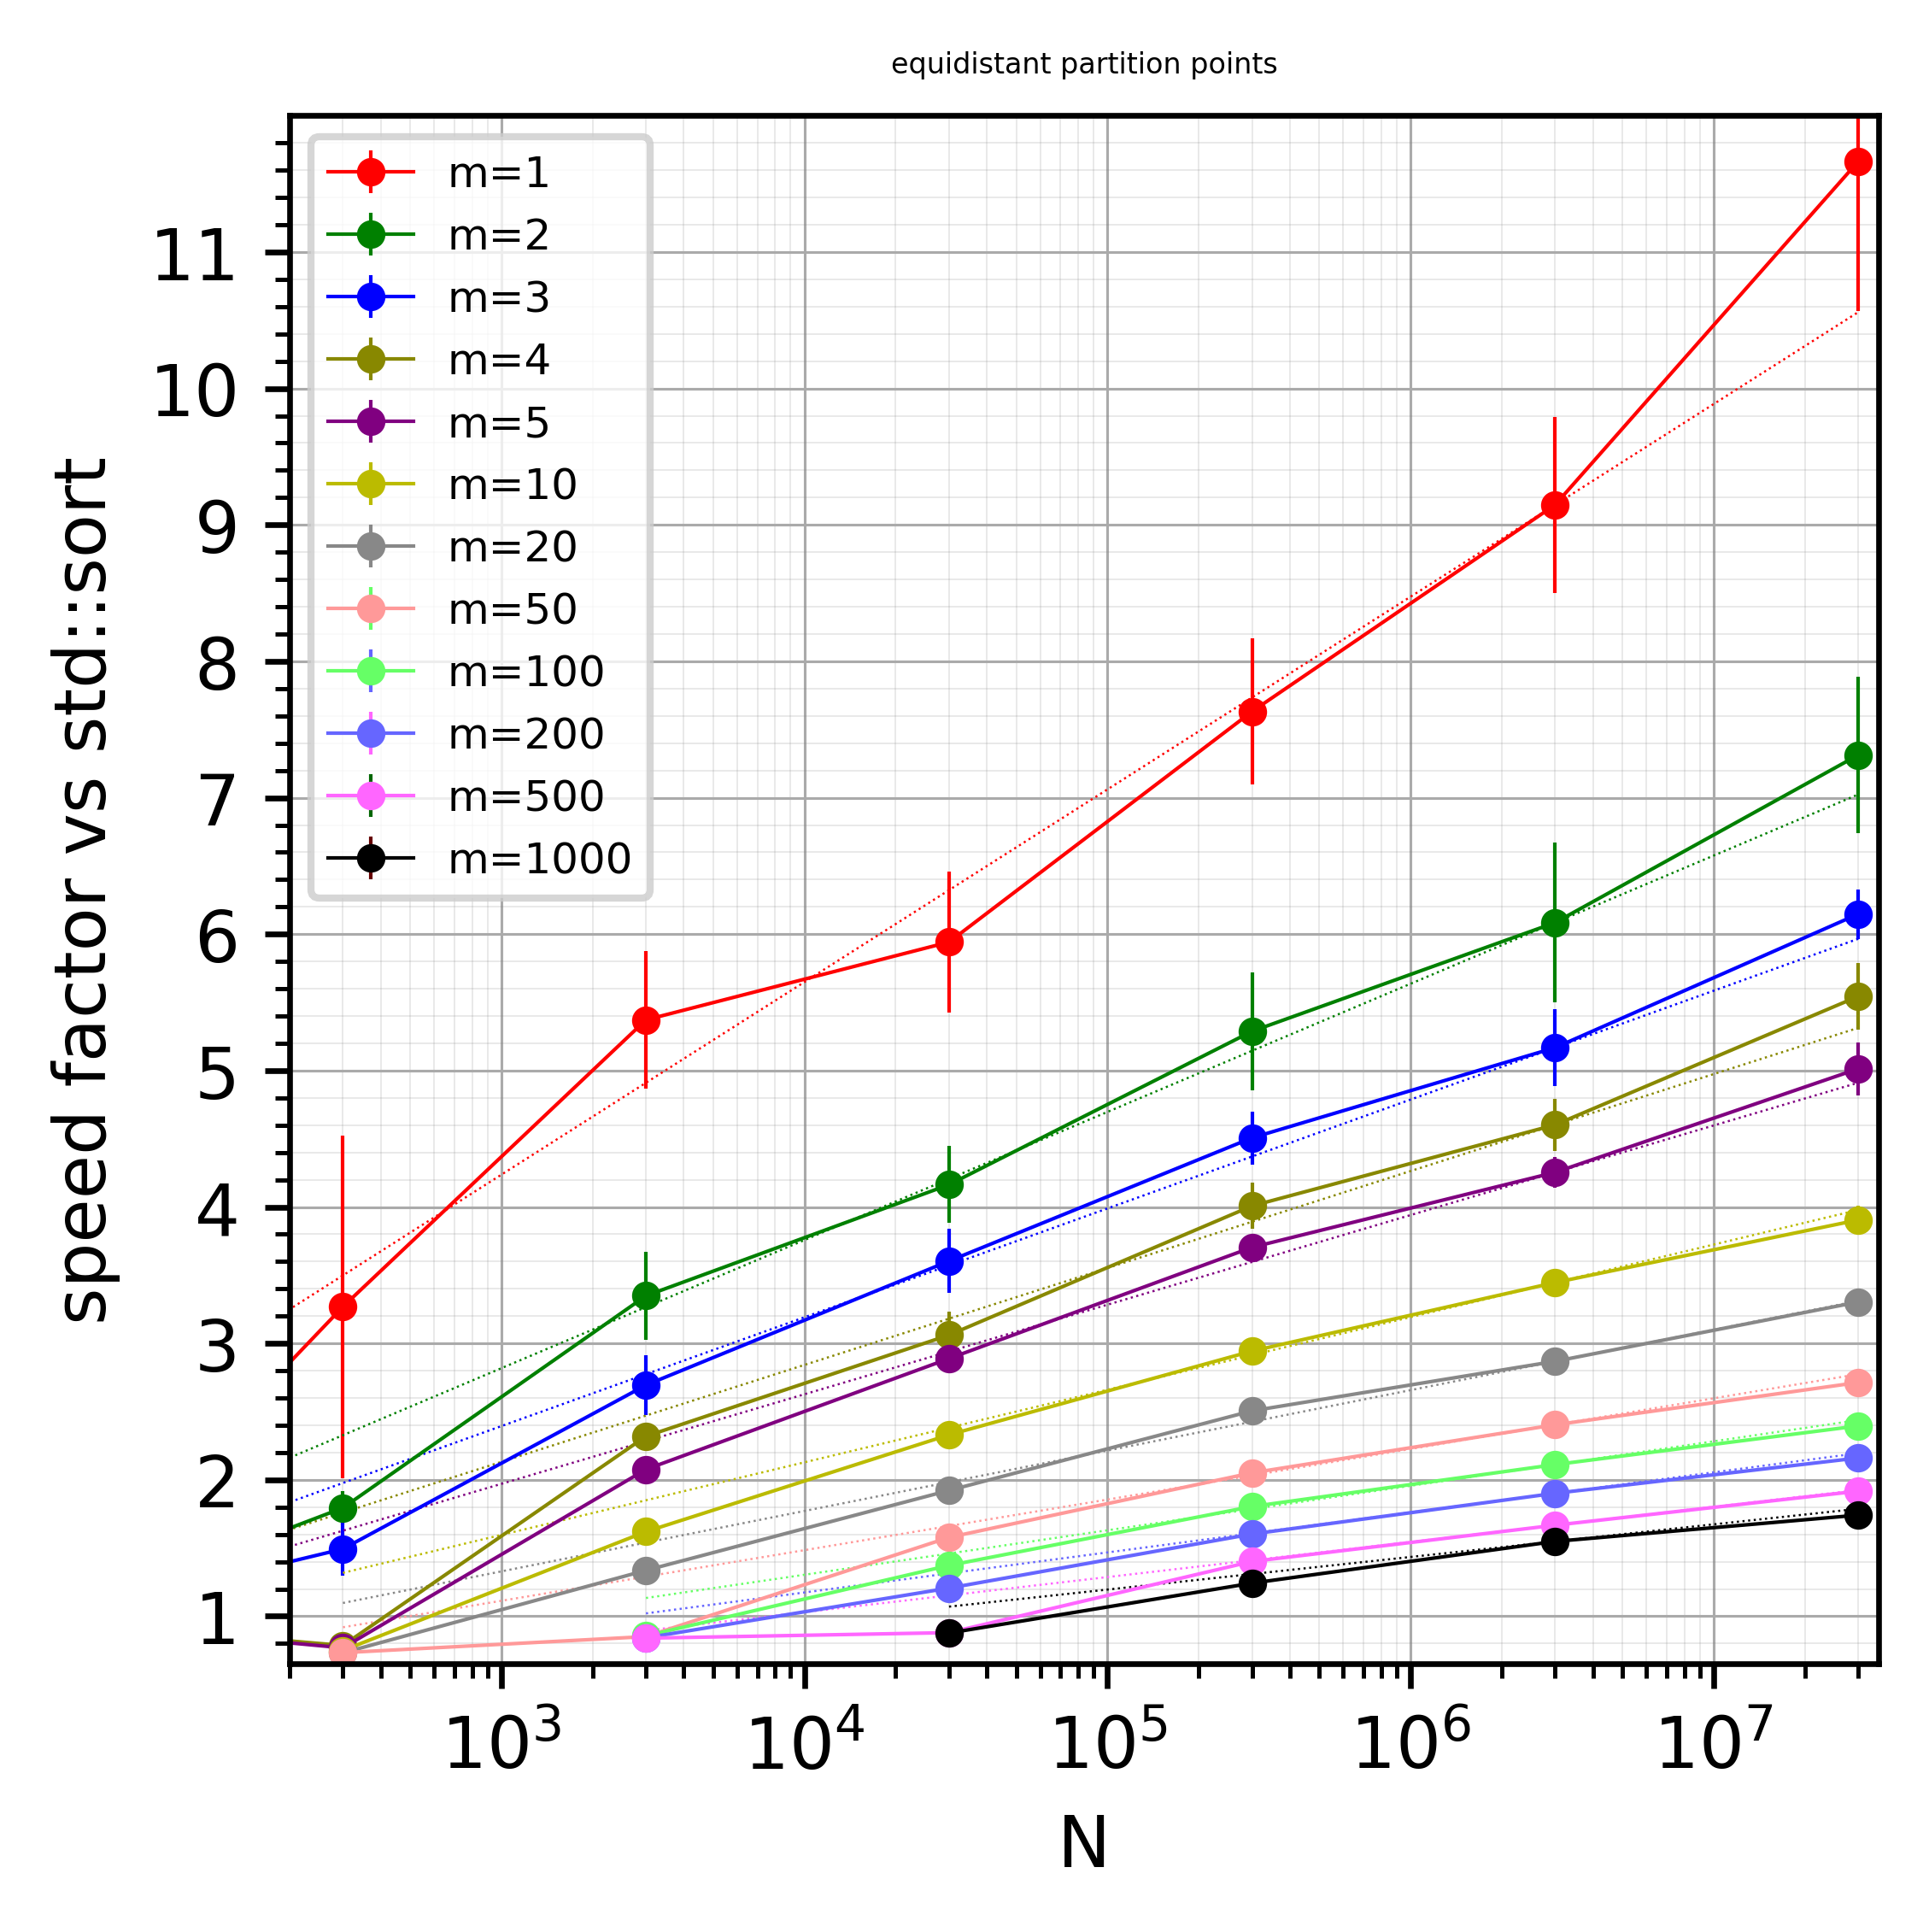 equidistant partition points
speed factor vs std::sort
11
10
9
8
7
6
5
4
3
2
1
m=1
m=2
m=3
m=4
m=5
m=10
m=20
m=50
m=100
m=200
m=500
m=1000
10³ 10⁴ 10⁵ 10⁶ 10⁷
N